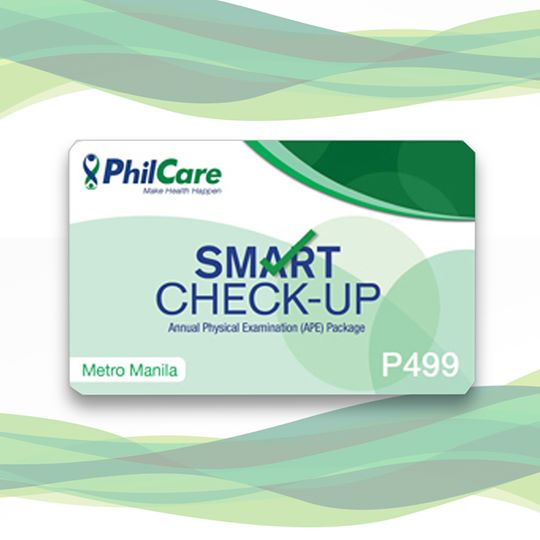 PhilCare
Make Health Happen
SMART
CHECK-UP
Annual Physical Examination (APE) Package
Metro Manila
P499